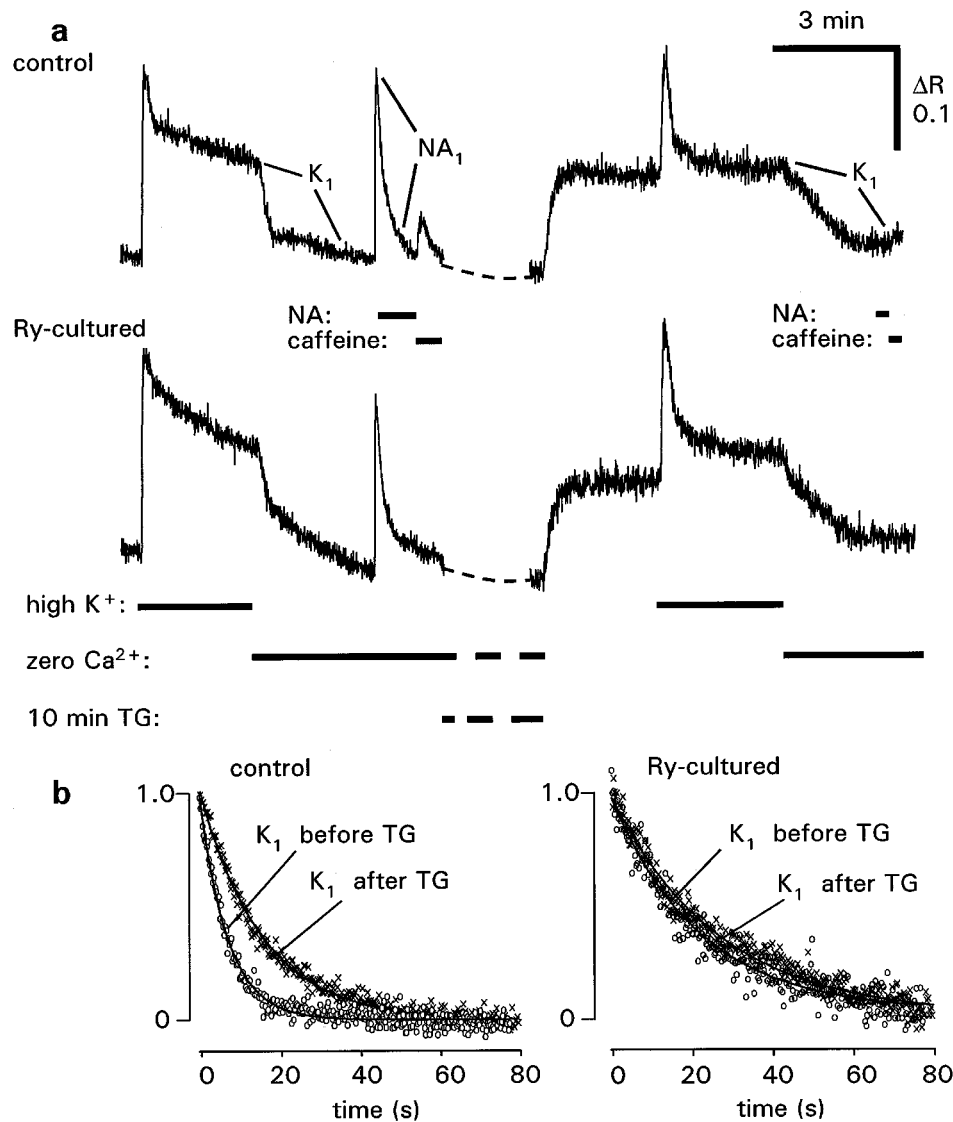 a
control
3 min
ΔR
0.1
K₁
NA₁
K₁
NA:
caffeine:
NA:
caffeine:
Ry-cultured
high K⁺:
zero Ca²⁺:
10 min TG:
b
control
1.0
K₁ before TG
K₁ after TG
0
0 20 40 60 80
time (s)
Ry-cultured
1.0
K₁ before TG
K₁ after TG
0
0 20 40 60 80
time (s)